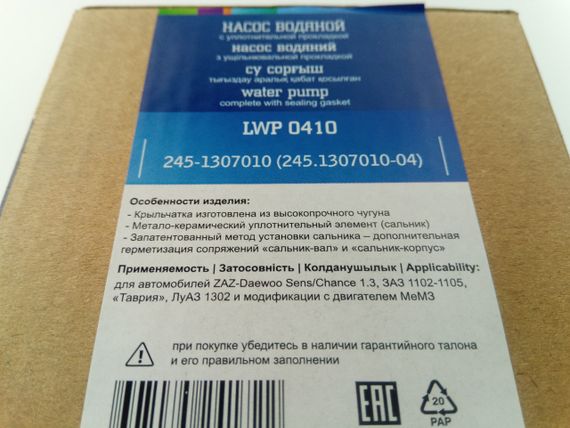 НАСОС ВОДЯНОЙ
с уплотнительной прокладкой
НАСОС ВОДЯНИЙ
з ущільнювальной прокладкой
СУ СОРҒЫШ
тығыздау аралық қабат қосылған
water pump
complete with sealing gasket
LWP 0410
245-1307010 (245.1307010-04)
Особенности изделия:
- Крыльчатка изготовлена из высокопрочного чугуна
- Метало-керамический уплотнительный элемент (сальник)
- Запатентованный метод установки сальника – дополнительная
герметизация сопряжений «сальник-вал» и «сальник-корпус»
Применяемость | Затосовність | Колданушылык | Applicability:
для автомобилей ZAZ-Daewoo Sens/Chance 1.3, ЗАЗ 1102-1105,
«Таврия», ЛуАЗ 1302 и модификации с двигателем МеМЗ
при покупке убедитесь в наличии гарантийного талона
и его правильном заполнении
EAC
20
PAP